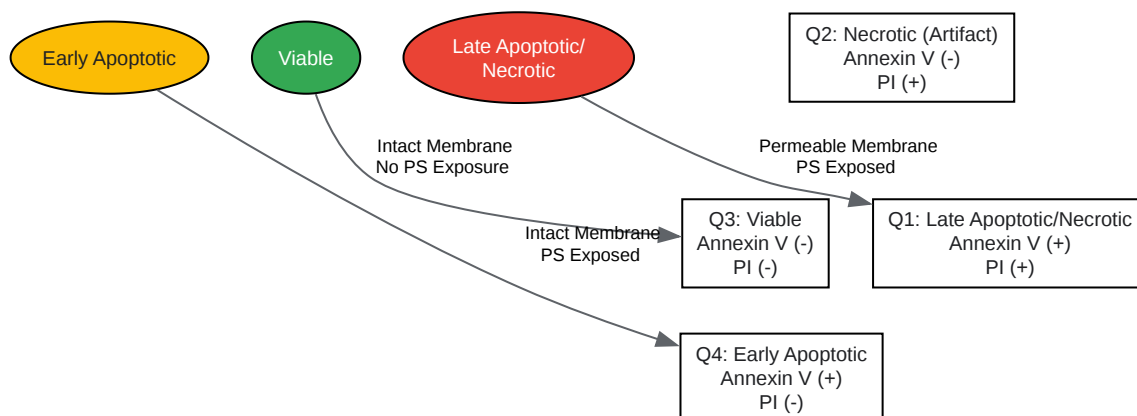 Early Apoptotic
Viable
Late Apoptotic/
Necrotic
Q2: Necrotic (Artifact)
Annexin V (-)
PI (+)
Intact Membrane
No PS Exposure
Permeable Membrane
PS Exposed
Intact Membrane
PS Exposed
Q3: Viable
Annexin V (-)
PI (-)
Q1: Late Apoptotic/Necrotic
Annexin V (+)
PI (+)
Q4: Early Apoptotic
Annexin V (+)
PI (-)